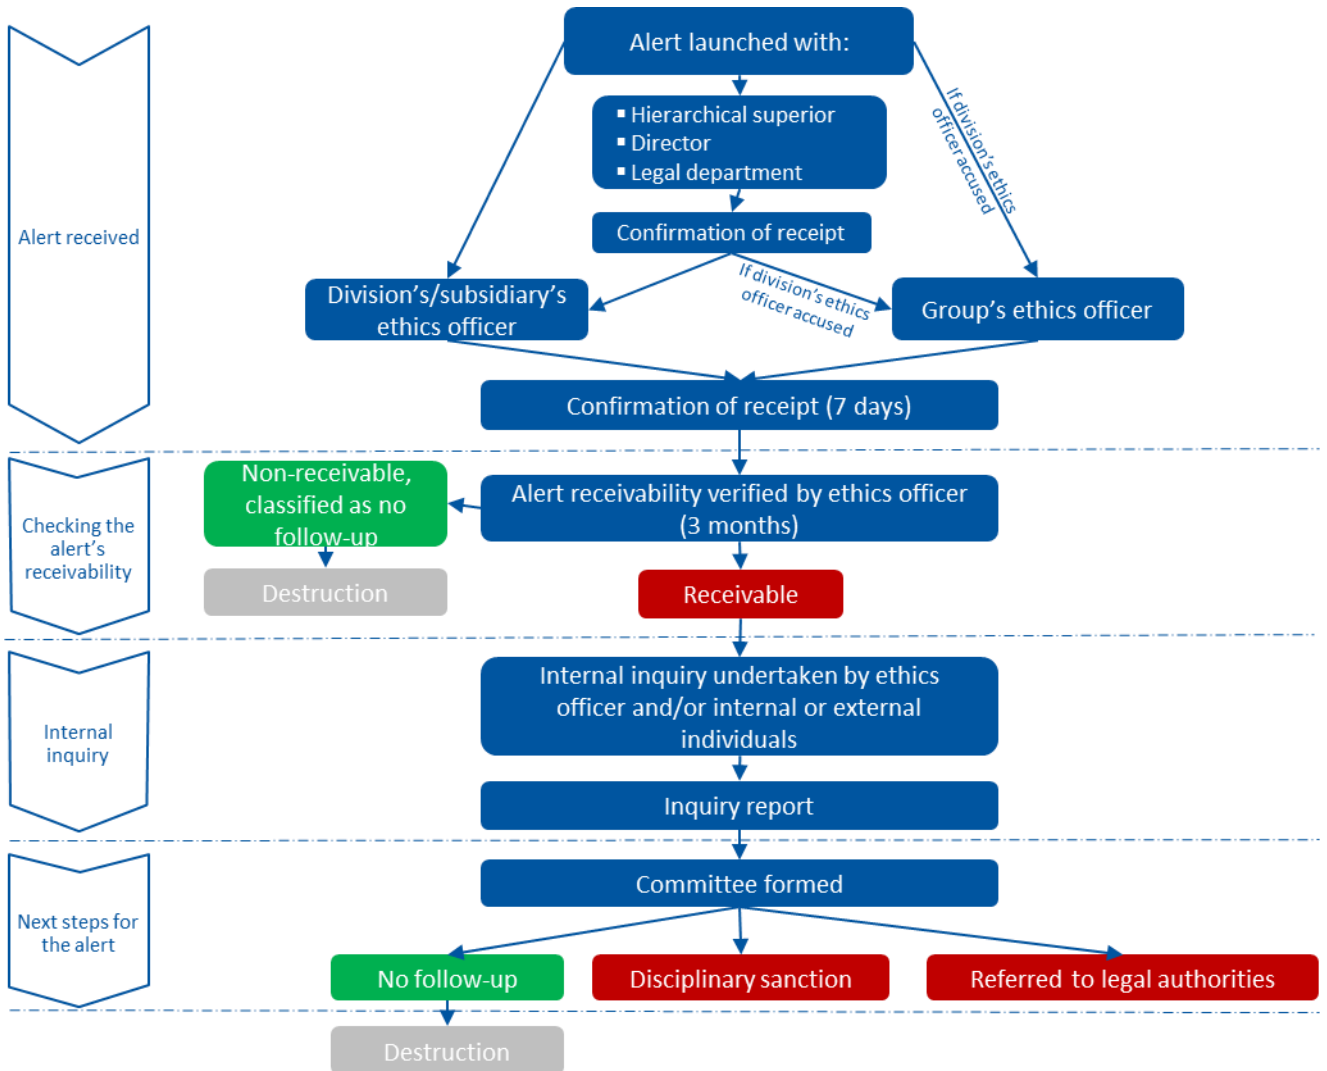 Alert launched with:
▪ Hierarchical superior
▪ Director
▪ Legal department
If division's ethics
officer accused
Alert received
Confirmation of receipt
If division's ethics
officer accused
Division's/subsidiary's
ethics officer
Group's ethics officer
Confirmation of receipt (7 days)
Checking the
alert's
receivability
Non-receivable,
classified as no
follow-up
Alert receivability verified by ethics officer
(3 months)
Destruction
Receivable
Internal
inquiry
Internal inquiry undertaken by ethics
officer and/or internal or external
individuals
Inquiry report
Next steps for
the alert
Committee formed
No follow-up
Disciplinary sanction
Referred to legal authorities
Destruction